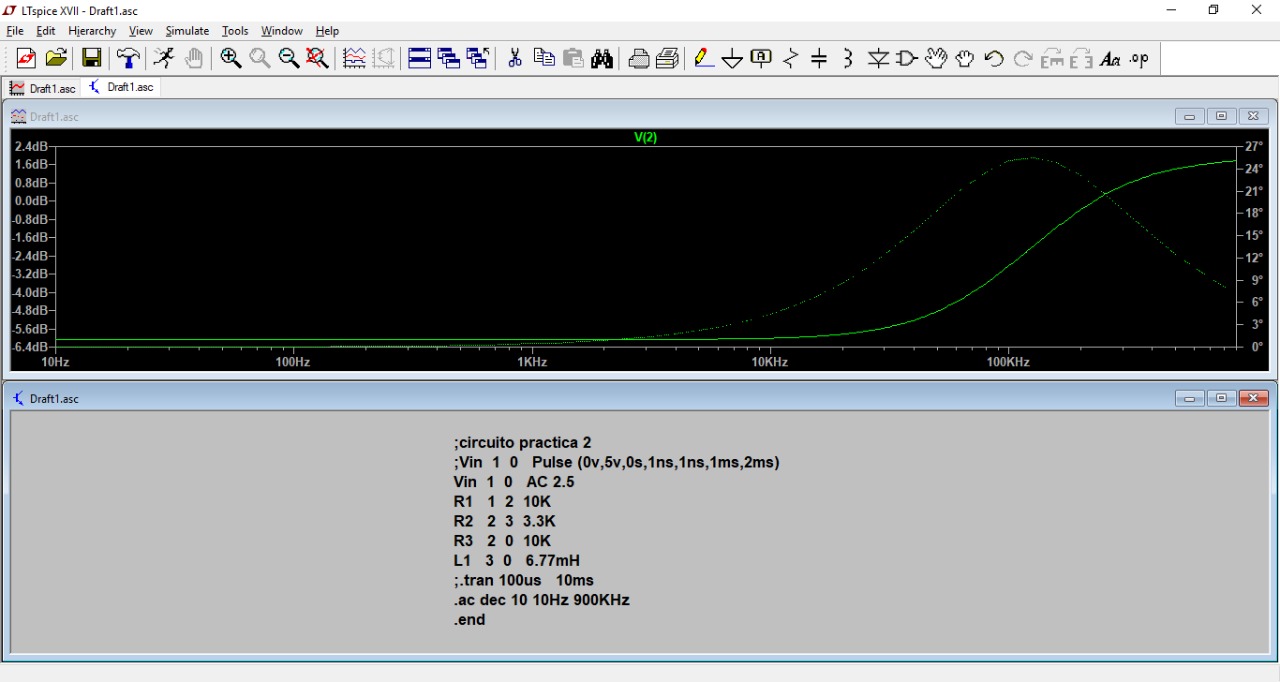 LTspice XVII - Draft1.asc
File Edit Hierarchy View Simulate Tools Window Help
A Aa .op
Draft1.asc Draft1.asc
Draft1.asc
V(2)
2.4dB 27°
1.6dB 24°
0.8dB 21°
0.0dB 18°
-0.8dB 15°
-1.6dB 12°
-2.4dB 9°
-3.2dB 6°
-4.0dB 3°
-4.8dB 0°
-5.6dB
-6.4dB
10Hz 100Hz 1KHz 10KHz 100KHz
Draft1.asc
;circuito practica 2
;Vin 1 0 Pulse (0v,5v,0s,1ns,1ns,1ms,2ms)
Vin 1 0 AC 2.5
R1 1 2 10K
R2 2 3 3.3K
R3 2 0 10K
L1 3 0 6.77mH
;.tran 100us 10ms
.ac dec 10 10Hz 900KHz
.end